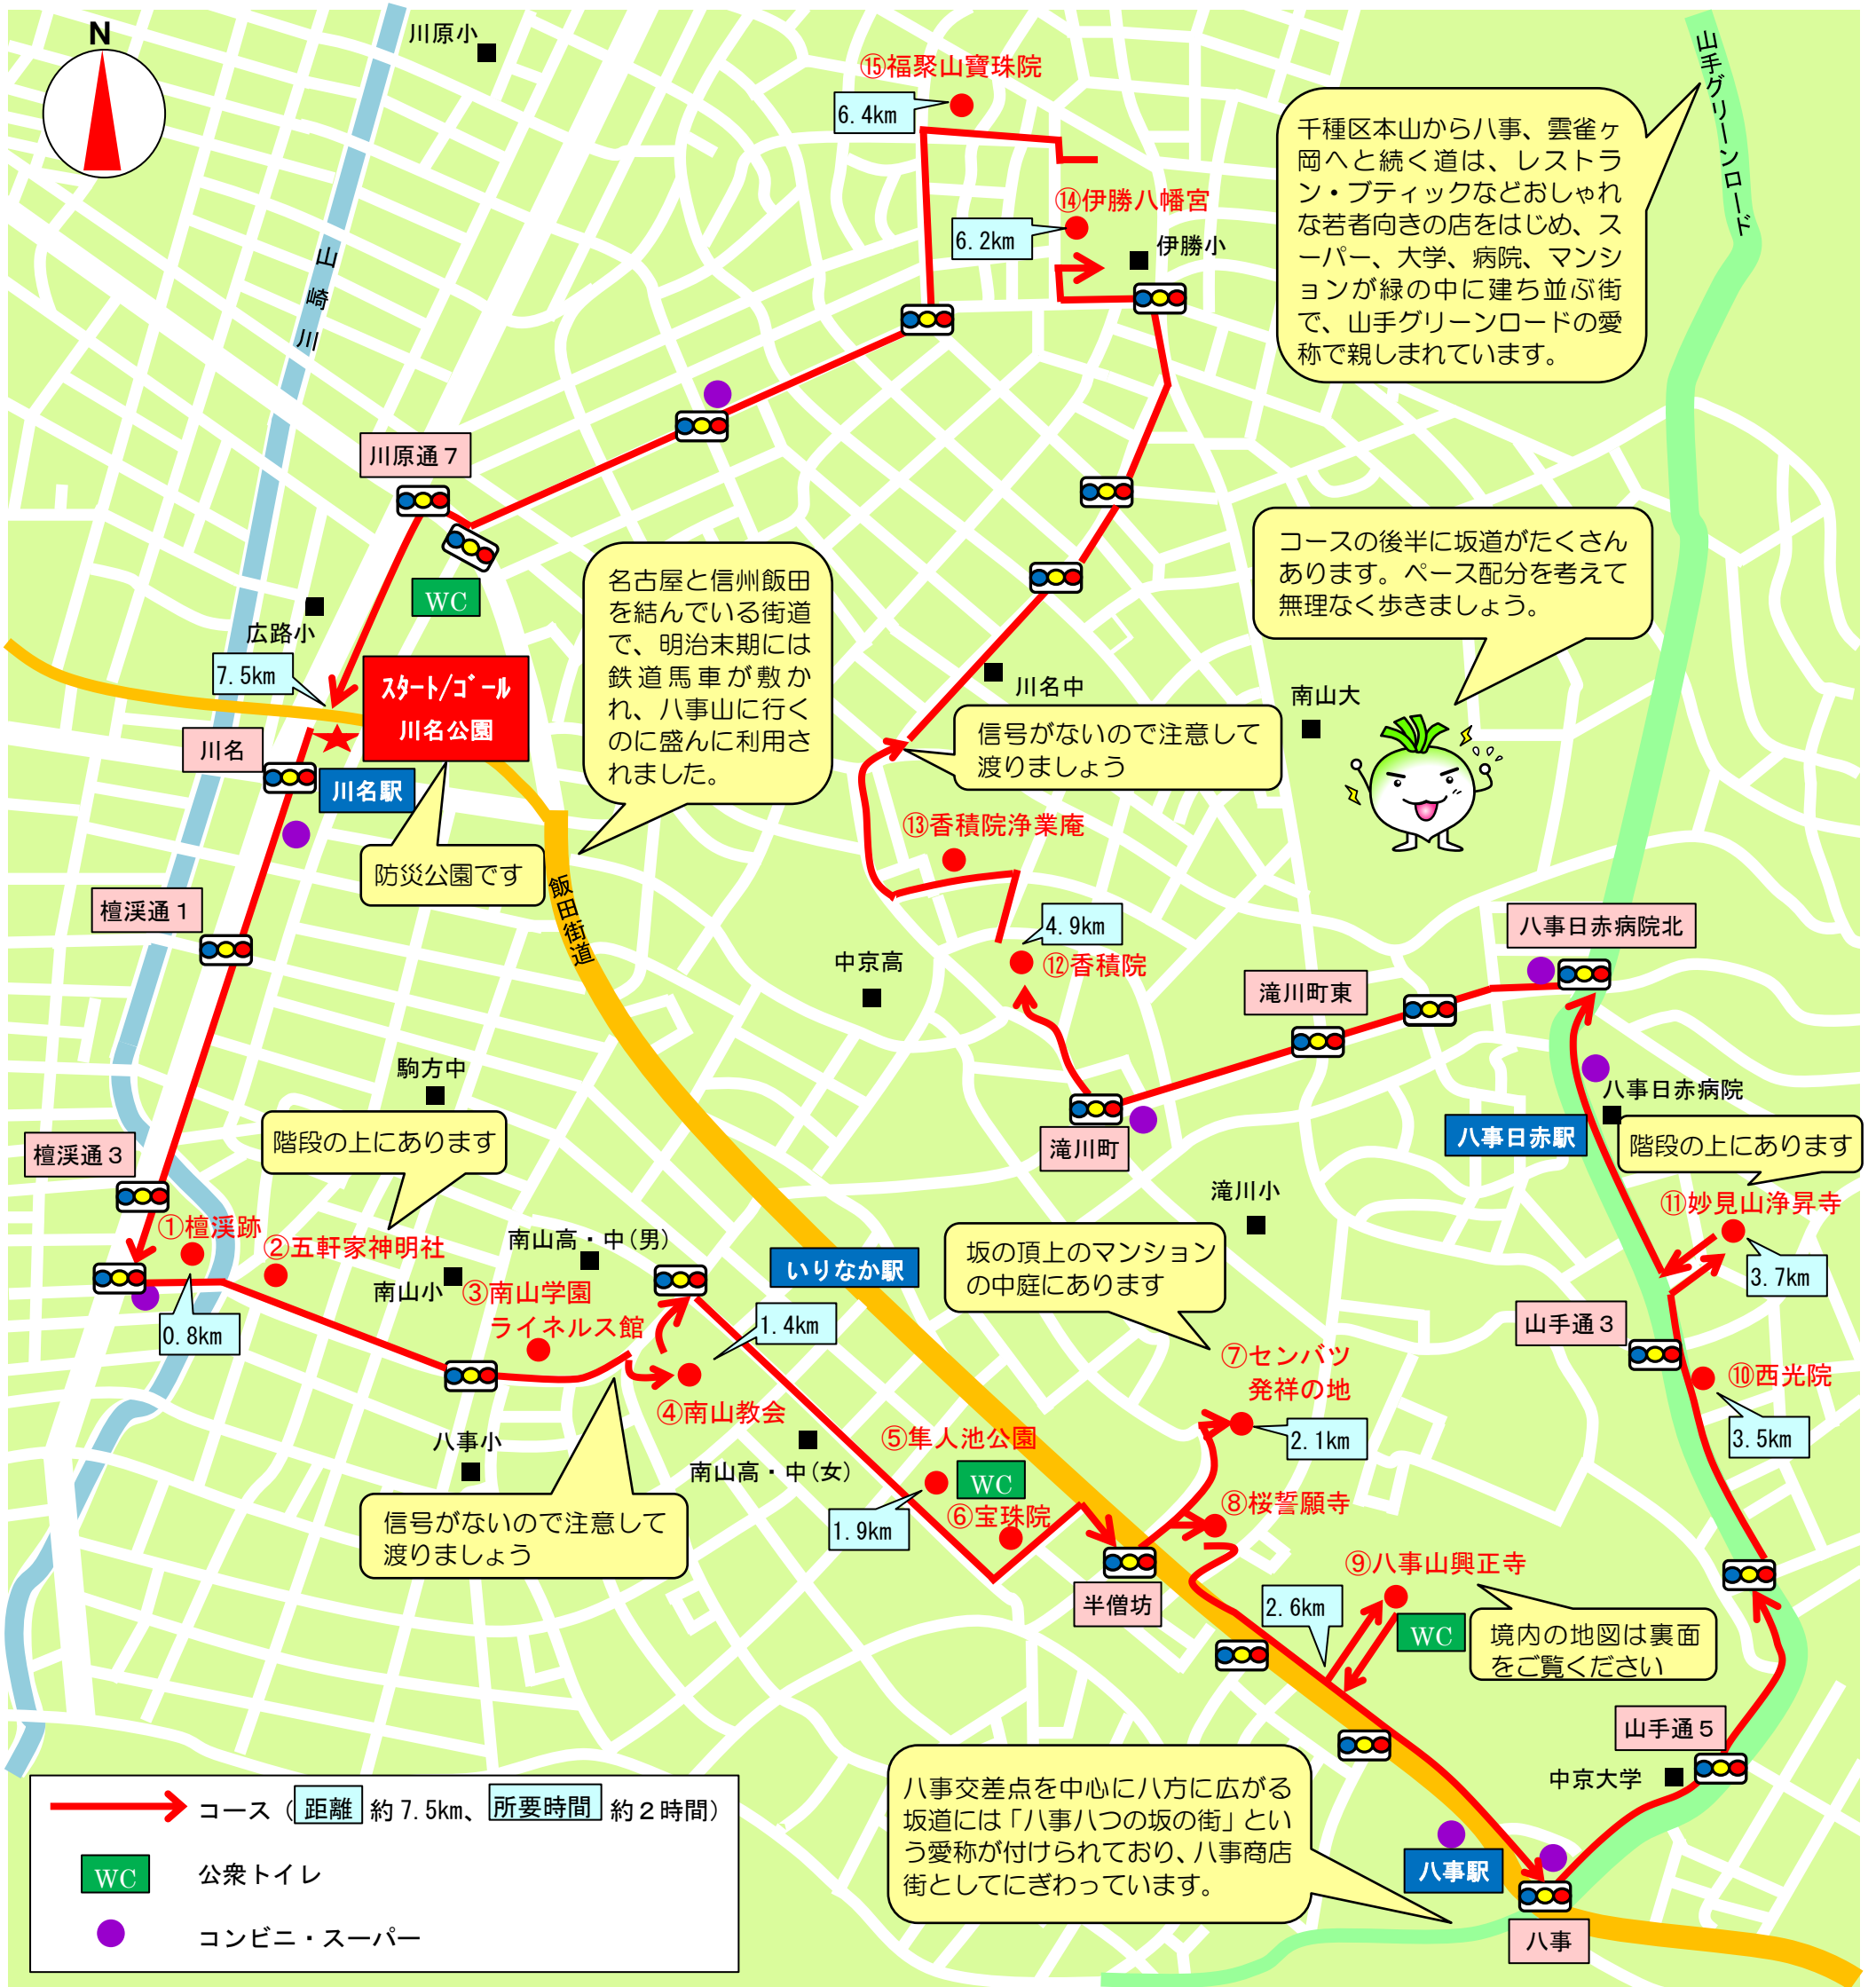 N
川原小
⑮福聚山寶珠院
6.4km
山手グリーンロード
千種区本山から八事、雲雀ヶ
岡へと続く道は、レストラ
ン・ブティックなどおしゃれ
な若者向きの店をはじめ、ス
ーパー、大学、病院、マンシ
ョンが緑の中に建ち並ぶ街
で、山手グリーンロードの愛
称で親しまれています。
⑭伊勝八幡宮
6.2km
伊勝小
山崎川
川原通７
WC
広路小
7.5km
スタート/ゴール
川名公園
川名
川名駅
防災公園です
名古屋と信州飯田
を結んでいる街道
で、明治末期には
鉄道馬車が敷か
れ、八事山に行く
のに盛んに利用さ
れました。
コースの後半に坂道がたくさん
あります。ペース配分を考えて
無理なく歩きましょう。
川名中
南山大
信号がないので注意して
渡りましょう
⑬香積院浄業庵
飯田街道
檀渓通１
4.9km
⑫香積院
中京高
八事日赤病院北
滝川町東
駒方中
八事日赤病院
滝川町
八事日赤駅
階段の上にあります
檀渓通３
階段の上にあります
滝川小
⑪妙見山浄昇寺
3.7km
①檀渓跡
②五軒家神明社
南山高・中(男)
南山小
③南山学園
ライネルス館
いりなか駅
坂の頂上のマンション
の中庭にあります
0.8km
1.4km
山手通３
⑦センバツ
発祥の地
2.1km
⑩西光院
3.5km
④南山教会
八事小
南山高・中(女)
⑤隼人池公園
WC
1.9km
⑥宝珠院
⑧桜誓願寺
信号がないので注意して
渡りましょう
半僧坊
⑨八事山興正寺
2.6km
WC
境内の地図は裏面
をご覧ください
山手通５
中京大学
八事交差点を中心に八方に広がる
坂道には「八事八つの坂の街」とい
う愛称が付けられており、八事商店
街としてにぎわっています。
八事駅
八事
コース（距離 約7.5km、所要時間 約２時間）
WC 公衆トイレ
コンビニ・スーパー